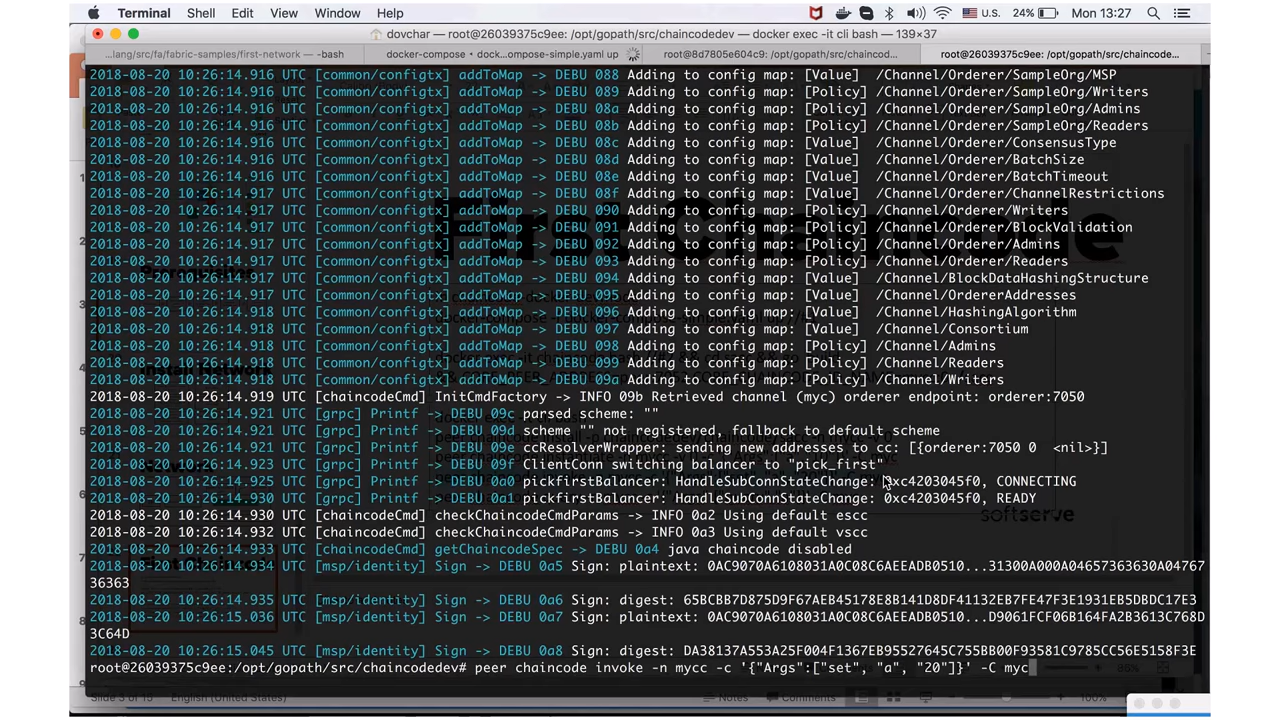 Terminal Shell Edit View Window Help U.S. 24% Mon 13:27
dovchar — root@26039375c9ee: /opt/gopath/src/chaincodedev — docker exec -it cli bash — 139×37
...lang/src/fa/fabric-samples/first-network — -bash docker-compose • dock...ompose-simple.yaml up root@8d7805e604c9: /opt/gopath/src/chaincod... root@26039375c9ee: /opt/gopath/src/chaincode...
2018-08-20 10:26:14.916 UTC [common/configtx] addToMap -> DEBU 088 Adding to config map: [Value] /Channel/Orderer/SampleOrg/MSP
2018-08-20 10:26:14.916 UTC [common/configtx] addToMap -> DEBU 089 Adding to config map: [Policy] /Channel/Orderer/SampleOrg/Writers
2018-08-20 10:26:14.916 UTC [common/configtx] addToMap -> DEBU 08a Adding to config map: [Policy] /Channel/Orderer/SampleOrg/Admins
2018-08-20 10:26:14.916 UTC [common/configtx] addToMap -> DEBU 08b Adding to config map: [Policy] /Channel/Orderer/SampleOrg/Readers
2018-08-20 10:26:14.916 UTC [common/configtx] addToMap -> DEBU 08c Adding to config map: [Value] /Channel/Orderer/ConsensusType
2018-08-20 10:26:14.916 UTC [common/configtx] addToMap -> DEBU 08d Adding to config map: [Value] /Channel/Orderer/BatchSize
2018-08-20 10:26:14.916 UTC [common/configtx] addToMap -> DEBU 08e Adding to config map: [Value] /Channel/Orderer/BatchTimeout
2018-08-20 10:26:14.917 UTC [common/configtx] addToMap -> DEBU 08f Adding to config map: [Value] /Channel/Orderer/ChannelRestrictions
2018-08-20 10:26:14.917 UTC [common/configtx] addToMap -> DEBU 090 Adding to config map: [Policy] /Channel/Orderer/Writers
2018-08-20 10:26:14.917 UTC [common/configtx] addToMap -> DEBU 091 Adding to config map: [Policy] /Channel/Orderer/BlockValidation
2018-08-20 10:26:14.917 UTC [common/configtx] addToMap -> DEBU 092 Adding to config map: [Policy] /Channel/Orderer/Admins
2018-08-20 10:26:14.917 UTC [common/configtx] addToMap -> DEBU 093 Adding to config map: [Policy] /Channel/Orderer/Readers
2018-08-20 10:26:14.917 UTC [common/configtx] addToMap -> DEBU 094 Adding to config map: [Value] /Channel/BlockDataHashingStructure
2018-08-20 10:26:14.917 UTC [common/configtx] addToMap -> DEBU 095 Adding to config map: [Value] /Channel/OrdererAddresses
2018-08-20 10:26:14.917 UTC [common/configtx] addToMap -> DEBU 096 Adding to config map: [Value] /Channel/HashingAlgorithm
2018-08-20 10:26:14.917 UTC [common/configtx] addToMap -> DEBU 097 Adding to config map: [Value] /Channel/Consortium
2018-08-20 10:26:14.918 UTC [common/configtx] addToMap -> DEBU 098 Adding to config map: [Policy] /Channel/Admins
2018-08-20 10:26:14.918 UTC [common/configtx] addToMap -> DEBU 099 Adding to config map: [Policy] /Channel/Readers
2018-08-20 10:26:14.918 UTC [common/configtx] addToMap -> DEBU 09a Adding to config map: [Policy] /Channel/Writers
2018-08-20 10:26:14.919 UTC [chaincodeCmd] InitCmdFactory -> INFO 09b Retrieved channel (myc) orderer endpoint: orderer:7050
2018-08-20 10:26:14.921 UTC [grpc] Printf -> DEBU 09c parsed scheme: ""
2018-08-20 10:26:14.921 UTC [grpc] Printf -> DEBU 09d scheme "" not registered, fallback to default scheme
2018-08-20 10:26:14.921 UTC [grpc] Printf -> DEBU 09e ccResolverWrapper: sending new addresses to cc: [{orderer:7050 0 <nil>}]
2018-08-20 10:26:14.923 UTC [grpc] Printf -> DEBU 09f ClientConn switching balancer to "pick_first"
2018-08-20 10:26:14.925 UTC [grpc] Printf -> DEBU 0a0 pickfirstBalancer: HandleSubConnStateChange: 0xc4203045f0, CONNECTING
2018-08-20 10:26:14.930 UTC [grpc] Printf -> DEBU 0a1 pickfirstBalancer: HandleSubConnStateChange: 0xc4203045f0, READY
2018-08-20 10:26:14.930 UTC [chaincodeCmd] checkChaincodeCmdParams -> INFO 0a2 Using default escc
2018-08-20 10:26:14.932 UTC [chaincodeCmd] checkChaincodeCmdParams -> INFO 0a3 Using default vscc
2018-08-20 10:26:14.933 UTC [chaincodeCmd] getChaincodeSpec -> DEBU 0a4 java chaincode disabled
2018-08-20 10:26:14.934 UTC [msp/identity] Sign -> DEBU 0a5 Sign: plaintext: 0AC9070A6108031A0C08C6AEEADB0510...31300A000A04657363630A04767
36363
2018-08-20 10:26:14.935 UTC [msp/identity] Sign -> DEBU 0a6 Sign: digest: 65BCBB7D875D9F67AEB45178E8B141D8DF41132EB7FE47F3E1931EB5DBDC17E3
2018-08-20 10:26:15.036 UTC [msp/identity] Sign -> DEBU 0a7 Sign: plaintext: 0AC9070A6108031A0C08C6AEEADB0510...D9061FCF06B164FA2B3613C768D
3C64D
2018-08-20 10:26:15.045 UTC [msp/identity] Sign -> DEBU 0a8 Sign: digest: DA38137A553A25F004F1367EB95527645C755BB00F93581C9785CC56E5158F3E
root@26039375c9ee:/opt/gopath/src/chaincodedev# peer chaincode invoke -n mycc -c '{"Args":["set", "a", "20"]}' -C myc
First Chaincode
softserve
Slide 3 of 15 English (United States) Notes Comments 100%